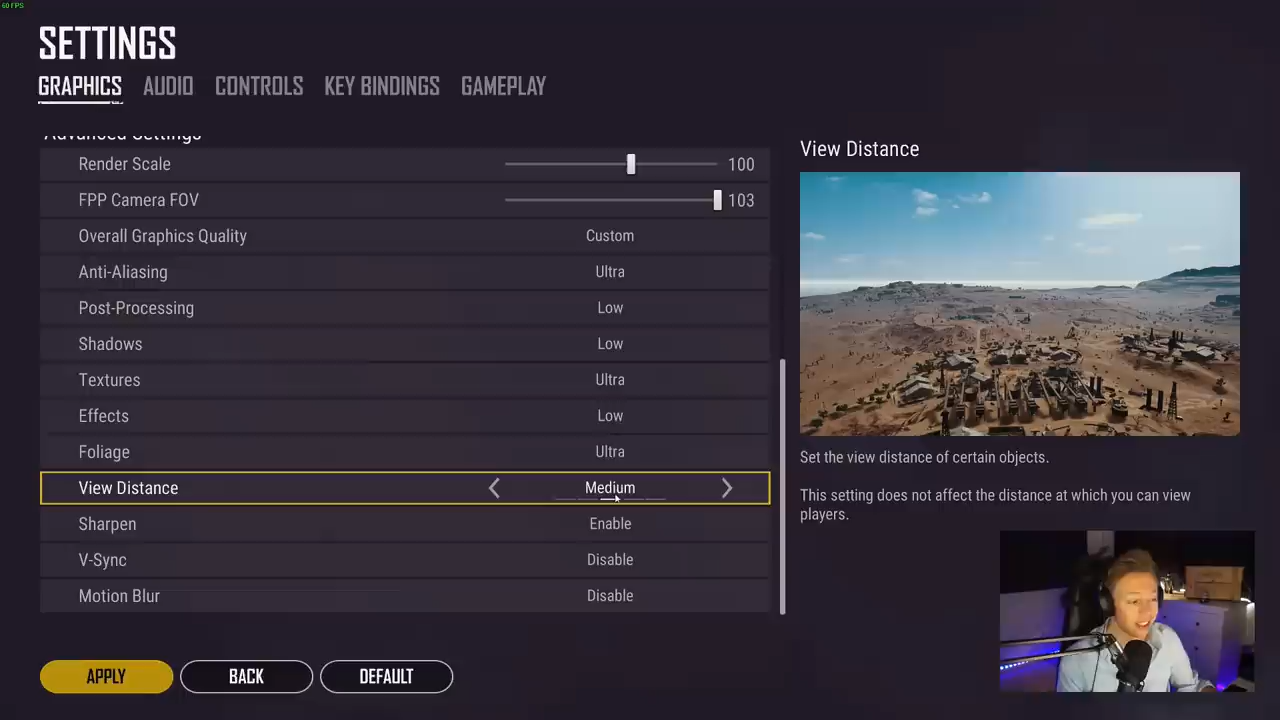 60 FPS
SETTINGS
GRAPHICS AUDIO CONTROLS KEY BINDINGS GAMEPLAY
Advanced Settings
Render Scale 100
FPP Camera FOV 103
Overall Graphics Quality Custom
Anti-Aliasing Ultra
Post-Processing Low
Shadows Low
Textures Ultra
Effects Low
Foliage Ultra
View Distance Medium
Sharpen Enable
V-Sync Disable
Motion Blur Disable
View Distance
Set the view distance of certain objects.
This setting does not affect the distance at which you can view
players.
APPLY BACK DEFAULT